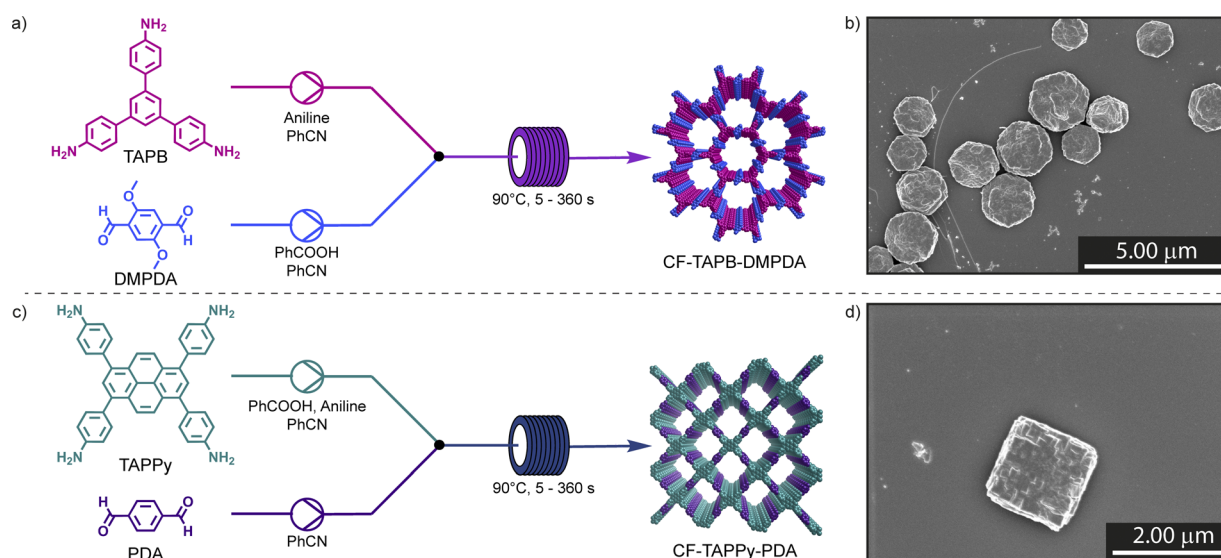 a)
NH₂
H₂N
NH₂
TAPB
O
H
O
H
O
O
DMPDA
Aniline
PhCN
PhCOOH
PhCN
90°C, 5 - 360 s
CF-TAPB-DMPDA
b)
5.00 µm
c)
H₂N
NH₂
H₂N
NH₂
TAPPy
H
O
O
H
PDA
PhCOOH, Aniline
PhCN
PhCN
90°C, 5 - 360 s
CF-TAPPy-PDA
d)
2.00 µm